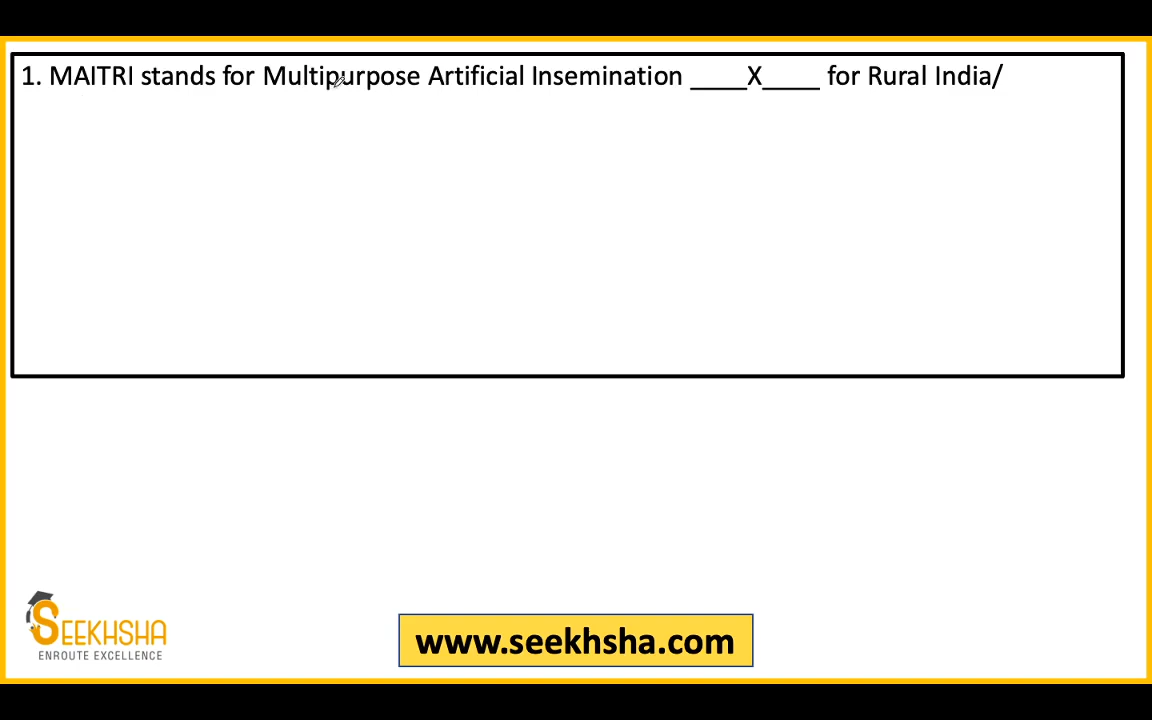 1. MAITRI stands for Multipurpose Artificial Insemination ____X____ for Rural India/
SEEKHSHA
ENROUTE EXCELLENCE
www.seekhsha.com